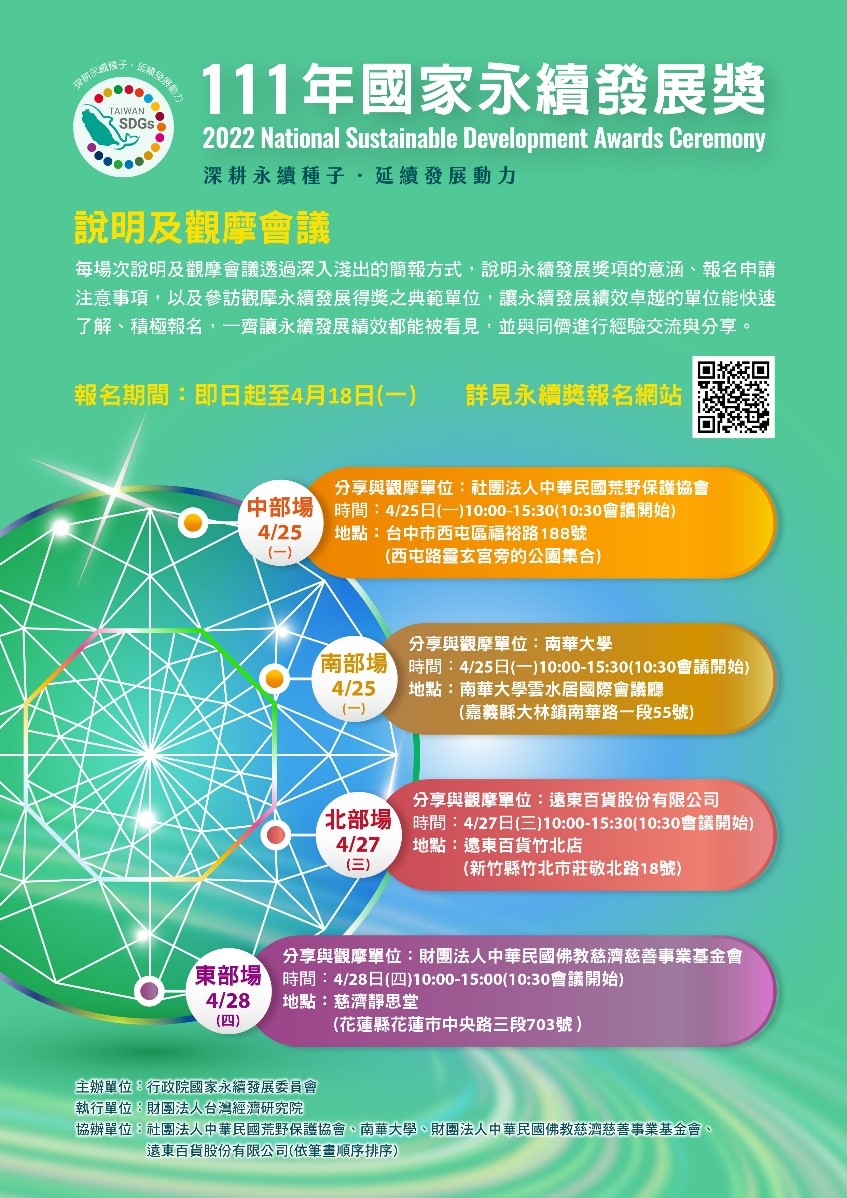 深耕永續種子・延續發展動力
TAIWAN
SDGs
111年國家永續發展獎
2022 National Sustainable Development Awards Ceremony
深耕永續種子・延續發展動力
說明及觀摩會議
每場次說明及觀摩會議透過深入淺出的簡報方式，說明永續發展獎項的意涵、報名申請
注意事項，以及參訪觀摩永續發展得獎之典範單位，讓永續發展績效卓越的單位能快速
了解、積極報名，一齊讓永續發展績效都能被看見，並與同儕進行經驗交流與分享。
報名期間：即日起至4月18日(一)
詳見永續獎報名網站
中部場
4/25
(一)
分享與觀摩單位：社團法人中華民國荒野保護協會
時間：4/25日(一)10:00-15:30(10:30會議開始)
地點：台中市西屯區福裕路188號
(西屯路靈玄宮旁的公園集合)
南部場
4/25
(一)
分享與觀摩單位：南華大學
時間：4/25日(一)10:00-15:30(10:30會議開始)
地點：南華大學雲水居國際會議廳
(嘉義縣大林鎮南華路一段55號)
北部場
4/27
(三)
分享與觀摩單位：遠東百貨股份有限公司
時間：4/27日(三)10:00-15:30(10:30會議開始)
地點：遠東百貨竹北店
(新竹縣竹北市莊敬北路18號)
東部場
4/28
(四)
分享與觀摩單位：財團法人中華民國佛教慈濟慈善事業基金會
時間：4/28日(四)10:00-15:00(10:30會議開始)
地點：慈濟靜思堂
(花蓮縣花蓮市中央路三段703號 )
主辦單位：行政院國家永續發展委員會
執行單位：財團法人台灣經濟研究院
協辦單位：社團法人中華民國荒野保護協會、南華大學、財團法人中華民國佛教慈濟慈善事業基金會、
遠東百貨股份有限公司(依筆畫順序排序)